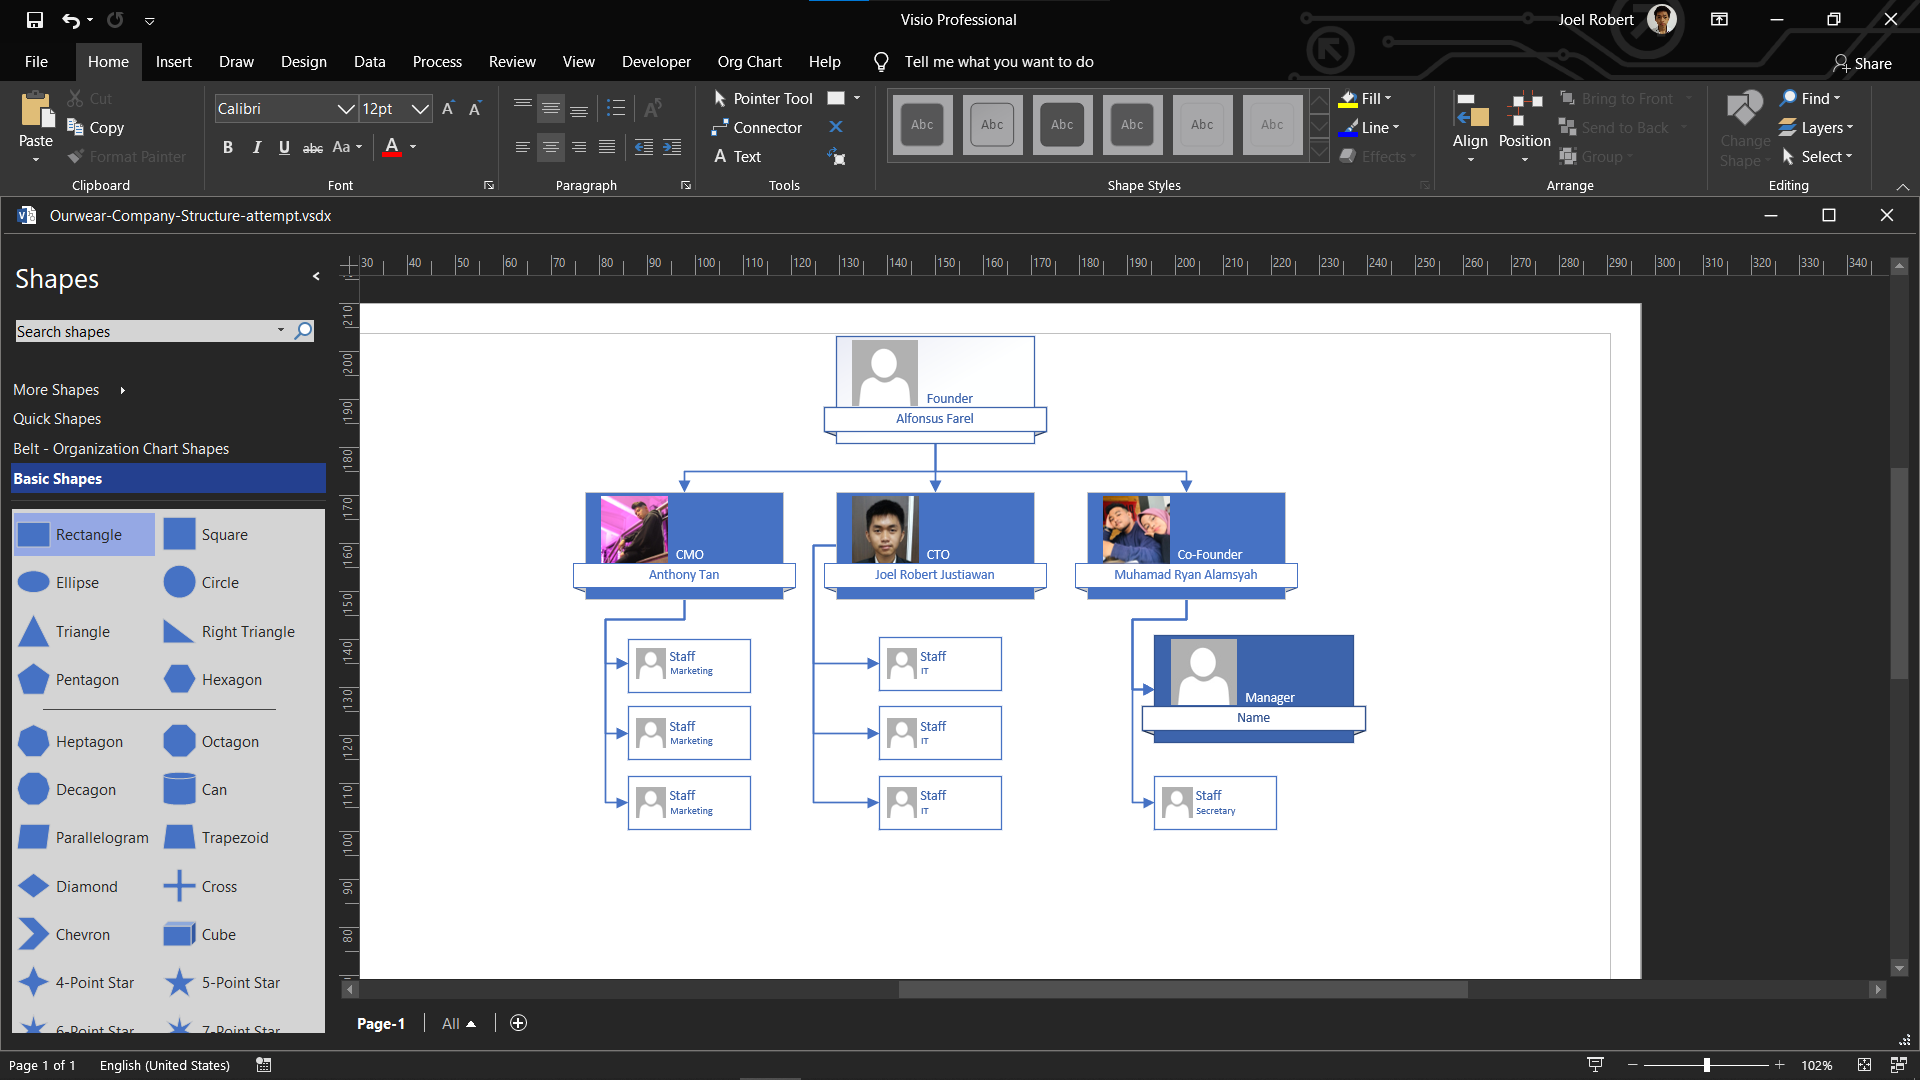 Visio Professional
Joel Robert
File Home Insert Draw Design Data Process Review View Developer Org Chart Help Tell me what you want to do
Share
Paste
Cut
Copy
Format Painter
Clipboard
Calibri 12pt
B I U abc Aa A
Font
Paragraph
Pointer Tool
Connector
A Text
Tools
Abc Abc Abc Abc Abc Abc
Fill
Line
Effects
Shape Styles
Align
Position
Bring to Front
Send to Back
Group
Arrange
Change Shape
Find
Layers
Select
Editing
Ourwear-Company-Structure-attempt.vsdx
Shapes
Search shapes
More Shapes
Quick Shapes
Belt - Organization Chart Shapes
Basic Shapes
Rectangle Square
Ellipse Circle
Triangle Right Triangle
Pentagon Hexagon
Heptagon Octagon
Decagon Can
Parallelogram Trapezoid
Diamond Cross
Chevron Cube
4-Point Star 5-Point Star
6-Point Star 7-Point Star
30 40 50 60 70 80 90 100 110 120 130 140 150 160 170 180 190 200 210 220 230 240 250 260 270 280 290 300 310 320 330 340
210
200
190
180
170
160
150
140
130
120
110
100
90
80
Founder
Alfonsus Farel
CMO
Anthony Tan
CTO
Joel Robert Justiawan
Co-Founder
Muhamad Ryan Alamsyah
Staff
Marketing
Staff
Marketing
Staff
Marketing
Staff
IT
Staff
IT
Staff
IT
Manager
Name
Staff
Secretary
Page-1 All
Page 1 of 1 English (United States) 102%